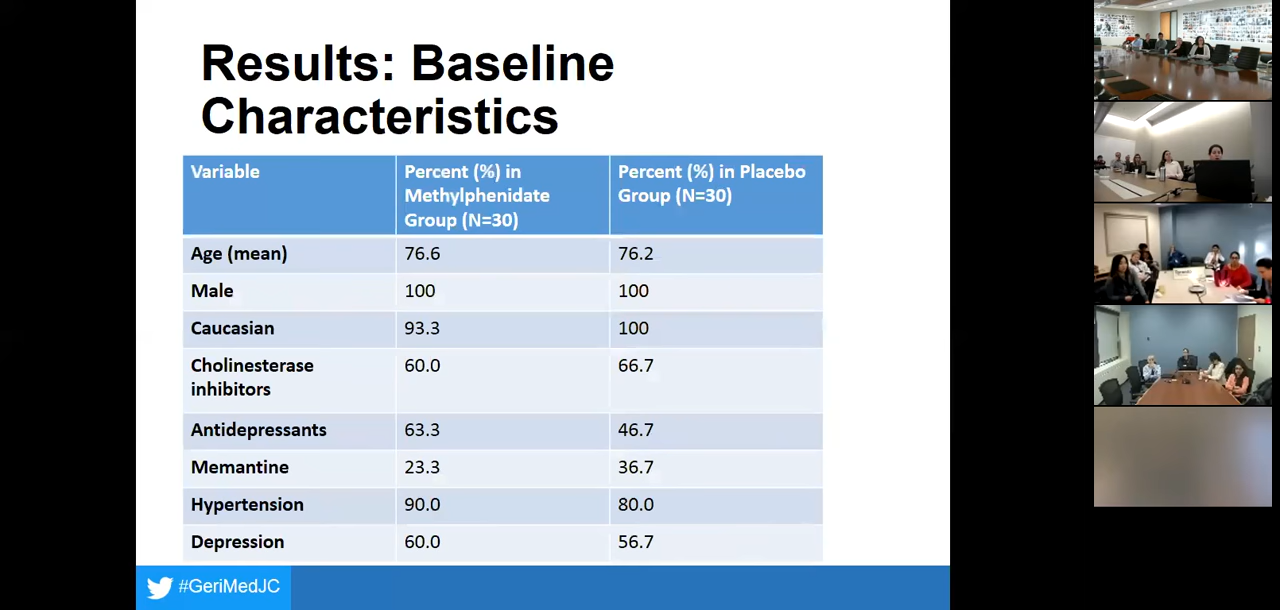 Results: Baseline
Characteristics
Variable
Percent (%) in
Methylphenidate
Group (N=30)
Percent (%) in Placebo
Group (N=30)
Age (mean) 76.6 76.2
Male 100 100
Caucasian 93.3 100
Cholinesterase
inhibitors 60.0 66.7
Antidepressants 63.3 46.7
Memantine 23.3 36.7
Hypertension 90.0 80.0
Depression 60.0 56.7
#GeriMedJC